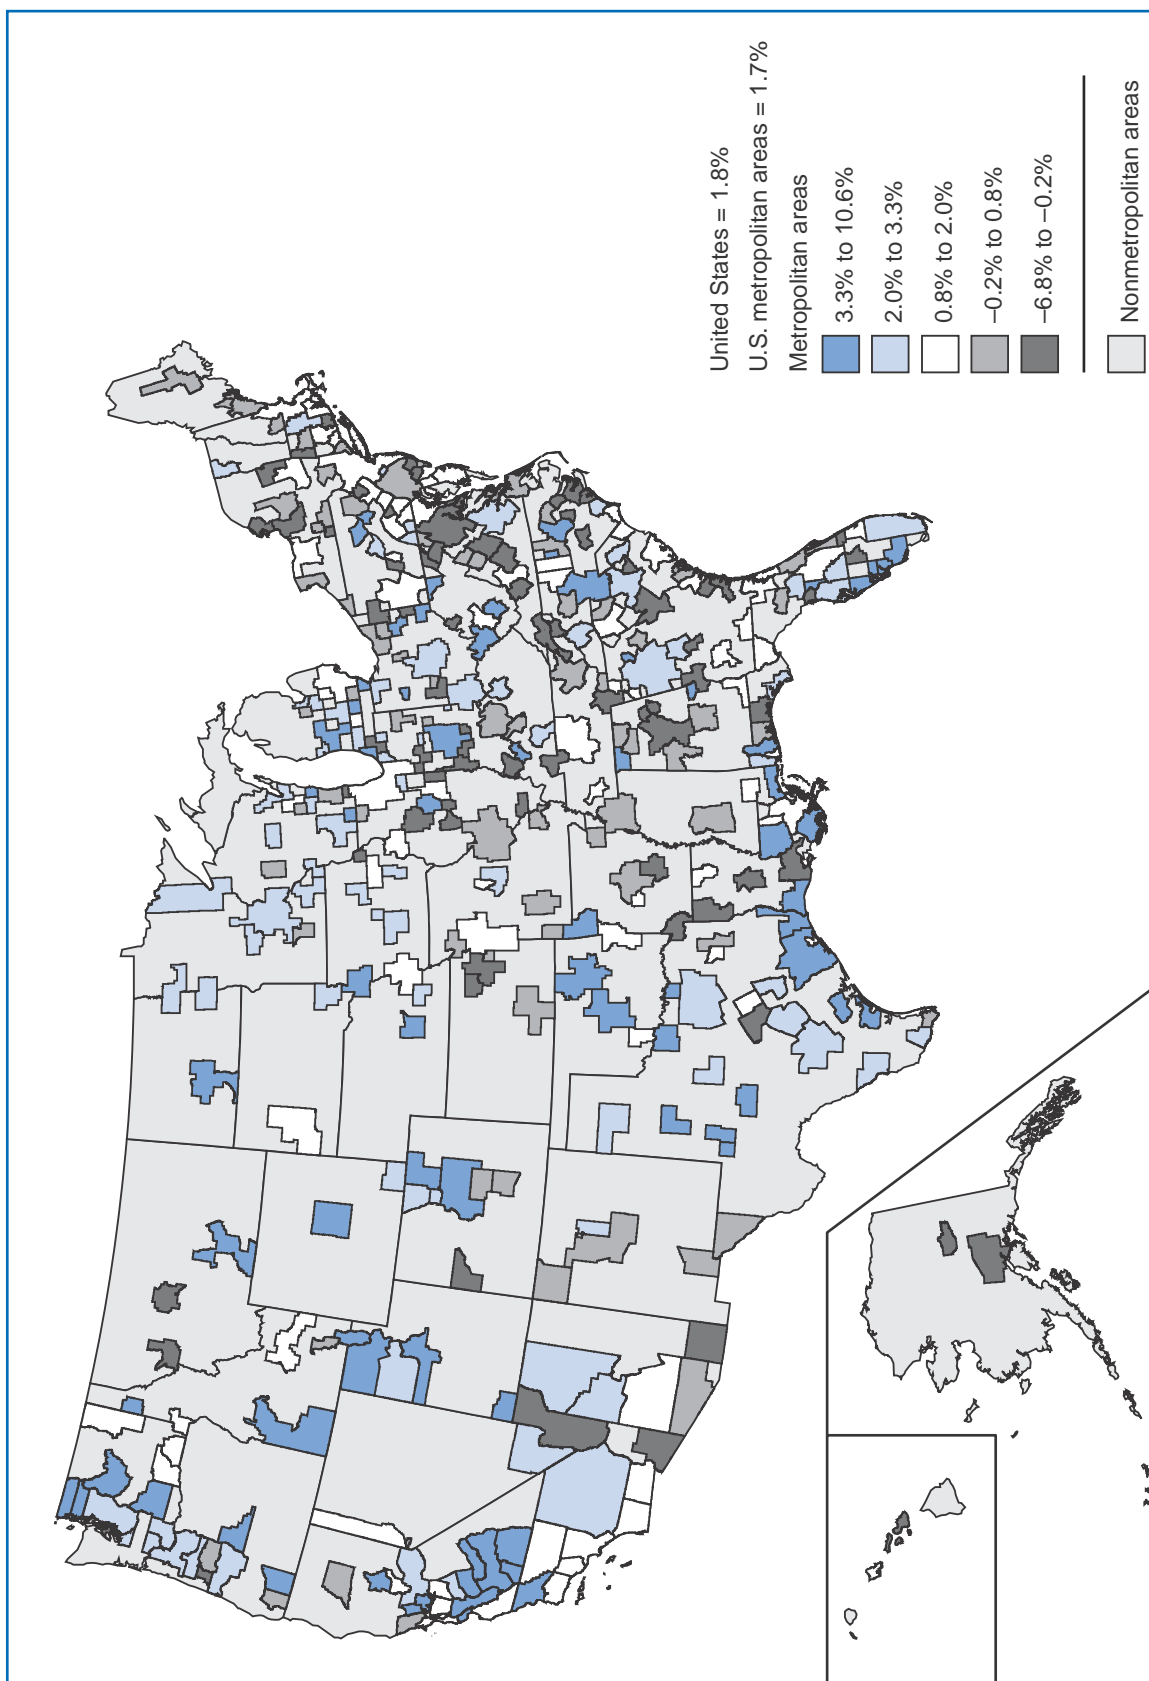 United States = 1.8%
U.S. metropolitan areas = 1.7%
Metropolitan areas
3.3% to 10.6%
2.0% to 3.3%
0.8% to 2.0%
–0.2% to 0.8%
–6.8% to –0.2%
Nonmetropolitan areas